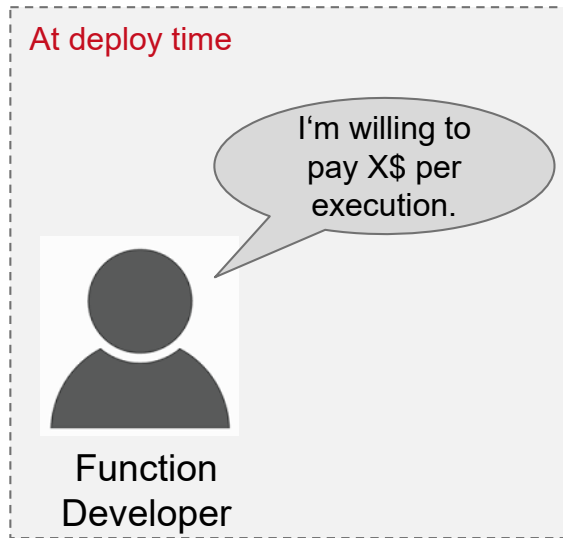 At deploy time
I‘m willing to
pay X$ per
execution.
Function
Developer